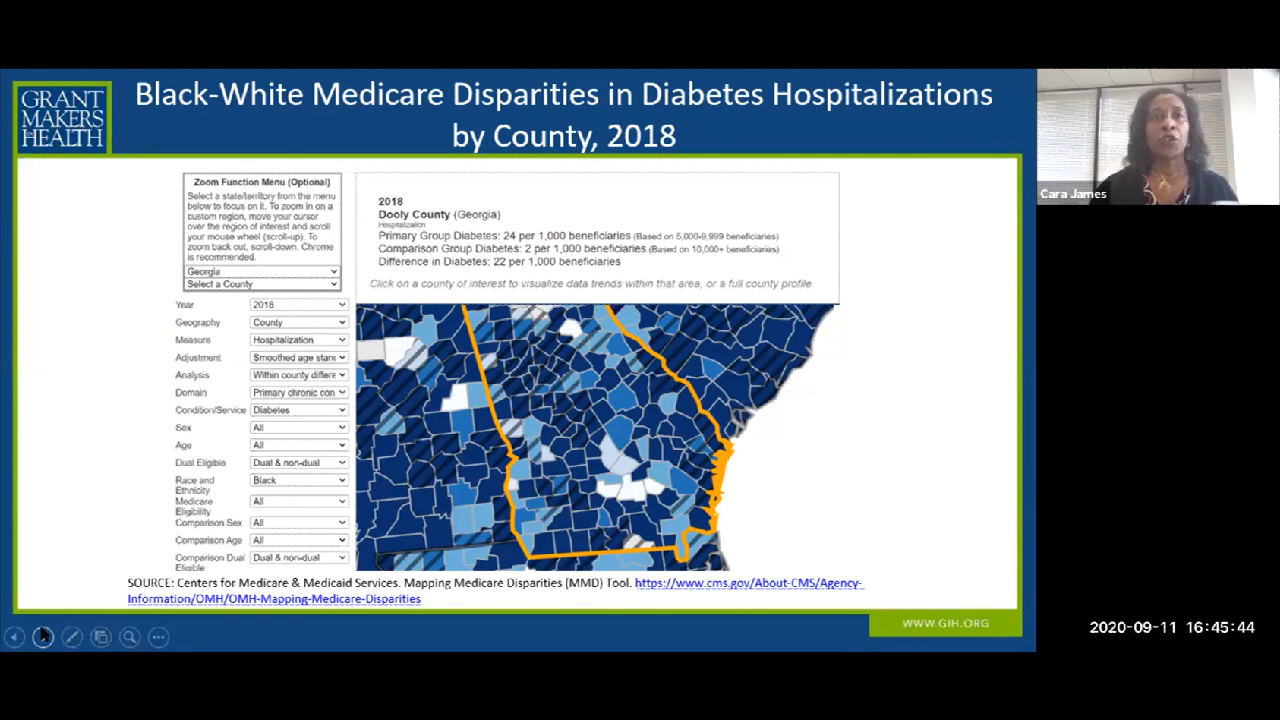 GRANT
MAKERS
IN
HEALTH
Black-White Medicare Disparities in Diabetes Hospitalizations
by County, 2018
Zoom Function Menu (Optional)
Select a state/territory from the menu
below to focus on it. To zoom in on a
custom region, move your cursor
over the region of interest and scroll
your mouse wheel (scroll-up). To
zoom back out, scroll-down. Chrome
is recommended.
Georgia
Select a County
Year 2018
Geography County
Measure Hospitalization
Adjustment Smoothed age stan
Analysis Within county differe
Domain Primary chronic con
Condition/Service Diabetes
Sex All
Age All
Dual Eligible Dual & non-dual
Race and Black
Ethnicity
Medicare All
Eligibility
Comparison Sex All
Comparison Age All
Comparison Dual Dual & non-dual
Eligible
2018
Dooly County (Georgia)
Hospitalization
Primary Group Diabetes: 24 per 1,000 beneficiaries (Based on 5,000-9,999 beneficiaries)
Comparison Group Diabetes: 2 per 1,000 beneficiaries (Based on 10,000+ beneficiaries)
Difference in Diabetes: 22 per 1,000 beneficiaries
Click on a county of interest to visualize data trends within that area, or a full county profile
SOURCE: Centers for Medicare & Medicaid Services. Mapping Medicare Disparities (MMD) Tool. https://www.cms.gov/About-CMS/Agency-
Information/OMH/OMH-Mapping-Medicare-Disparities
WWW.GIH.ORG
Cara James
2020-09-11 16:45:44